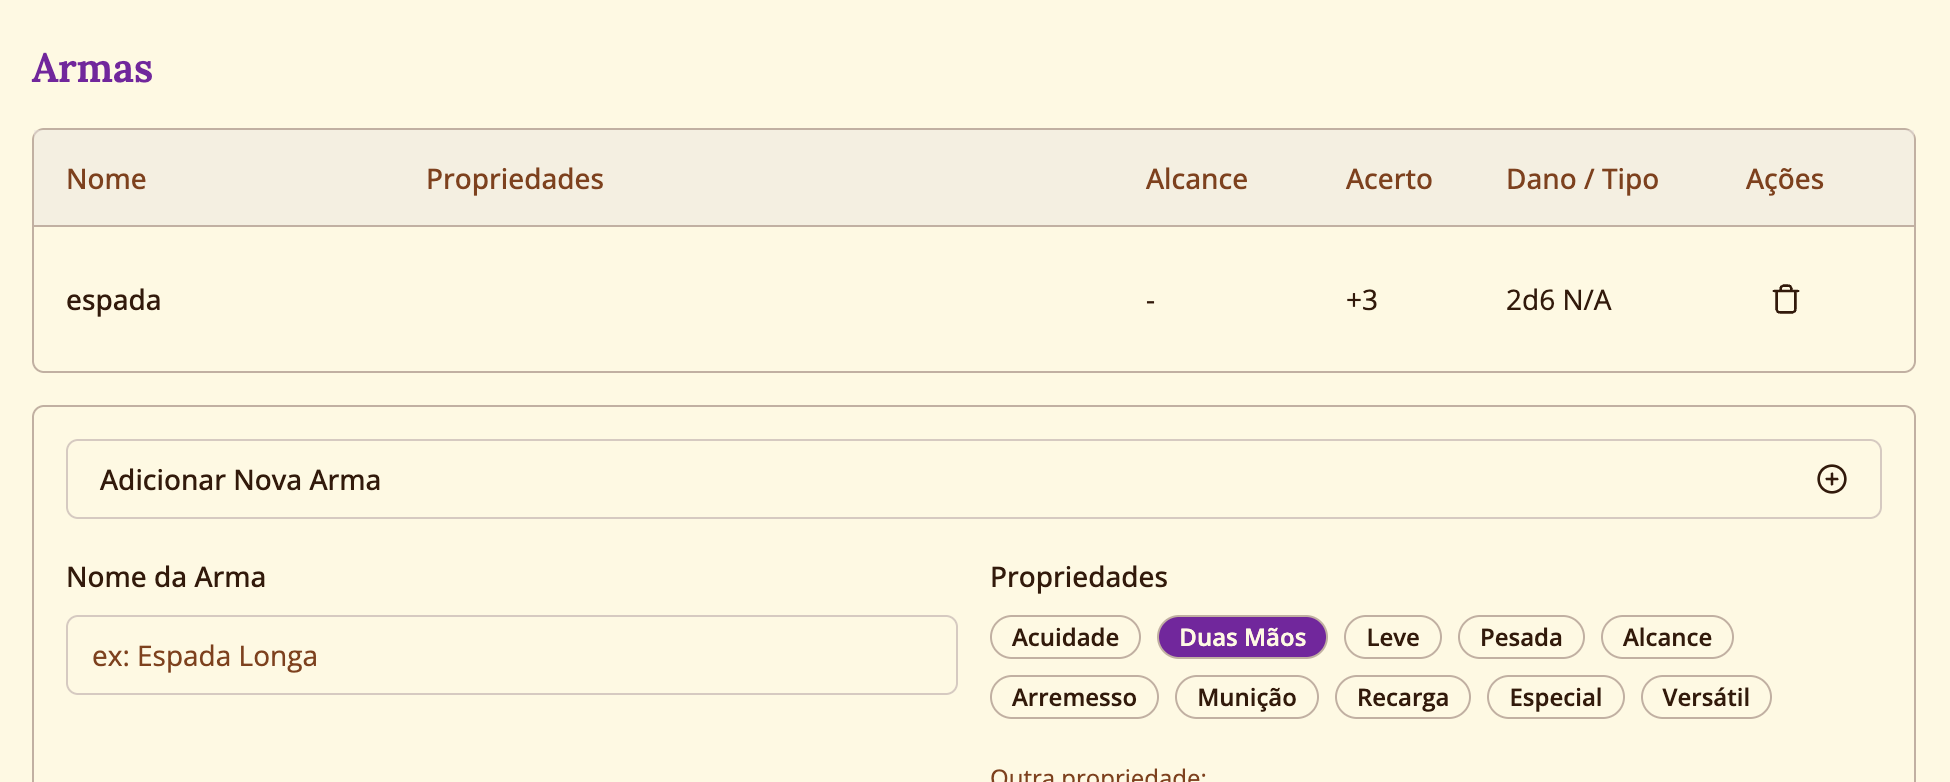 Armas
Nome Propriedades Alcance Acerto Dano / Tipo Ações
espada - +3 2d6 N/A
Adicionar Nova Arma
Nome da Arma
ex: Espada Longa
Propriedades
Acuidade Duas Mãos Leve Pesada Alcance
Arremesso Munição Recarga Especial Versátil
Outra propriedade: